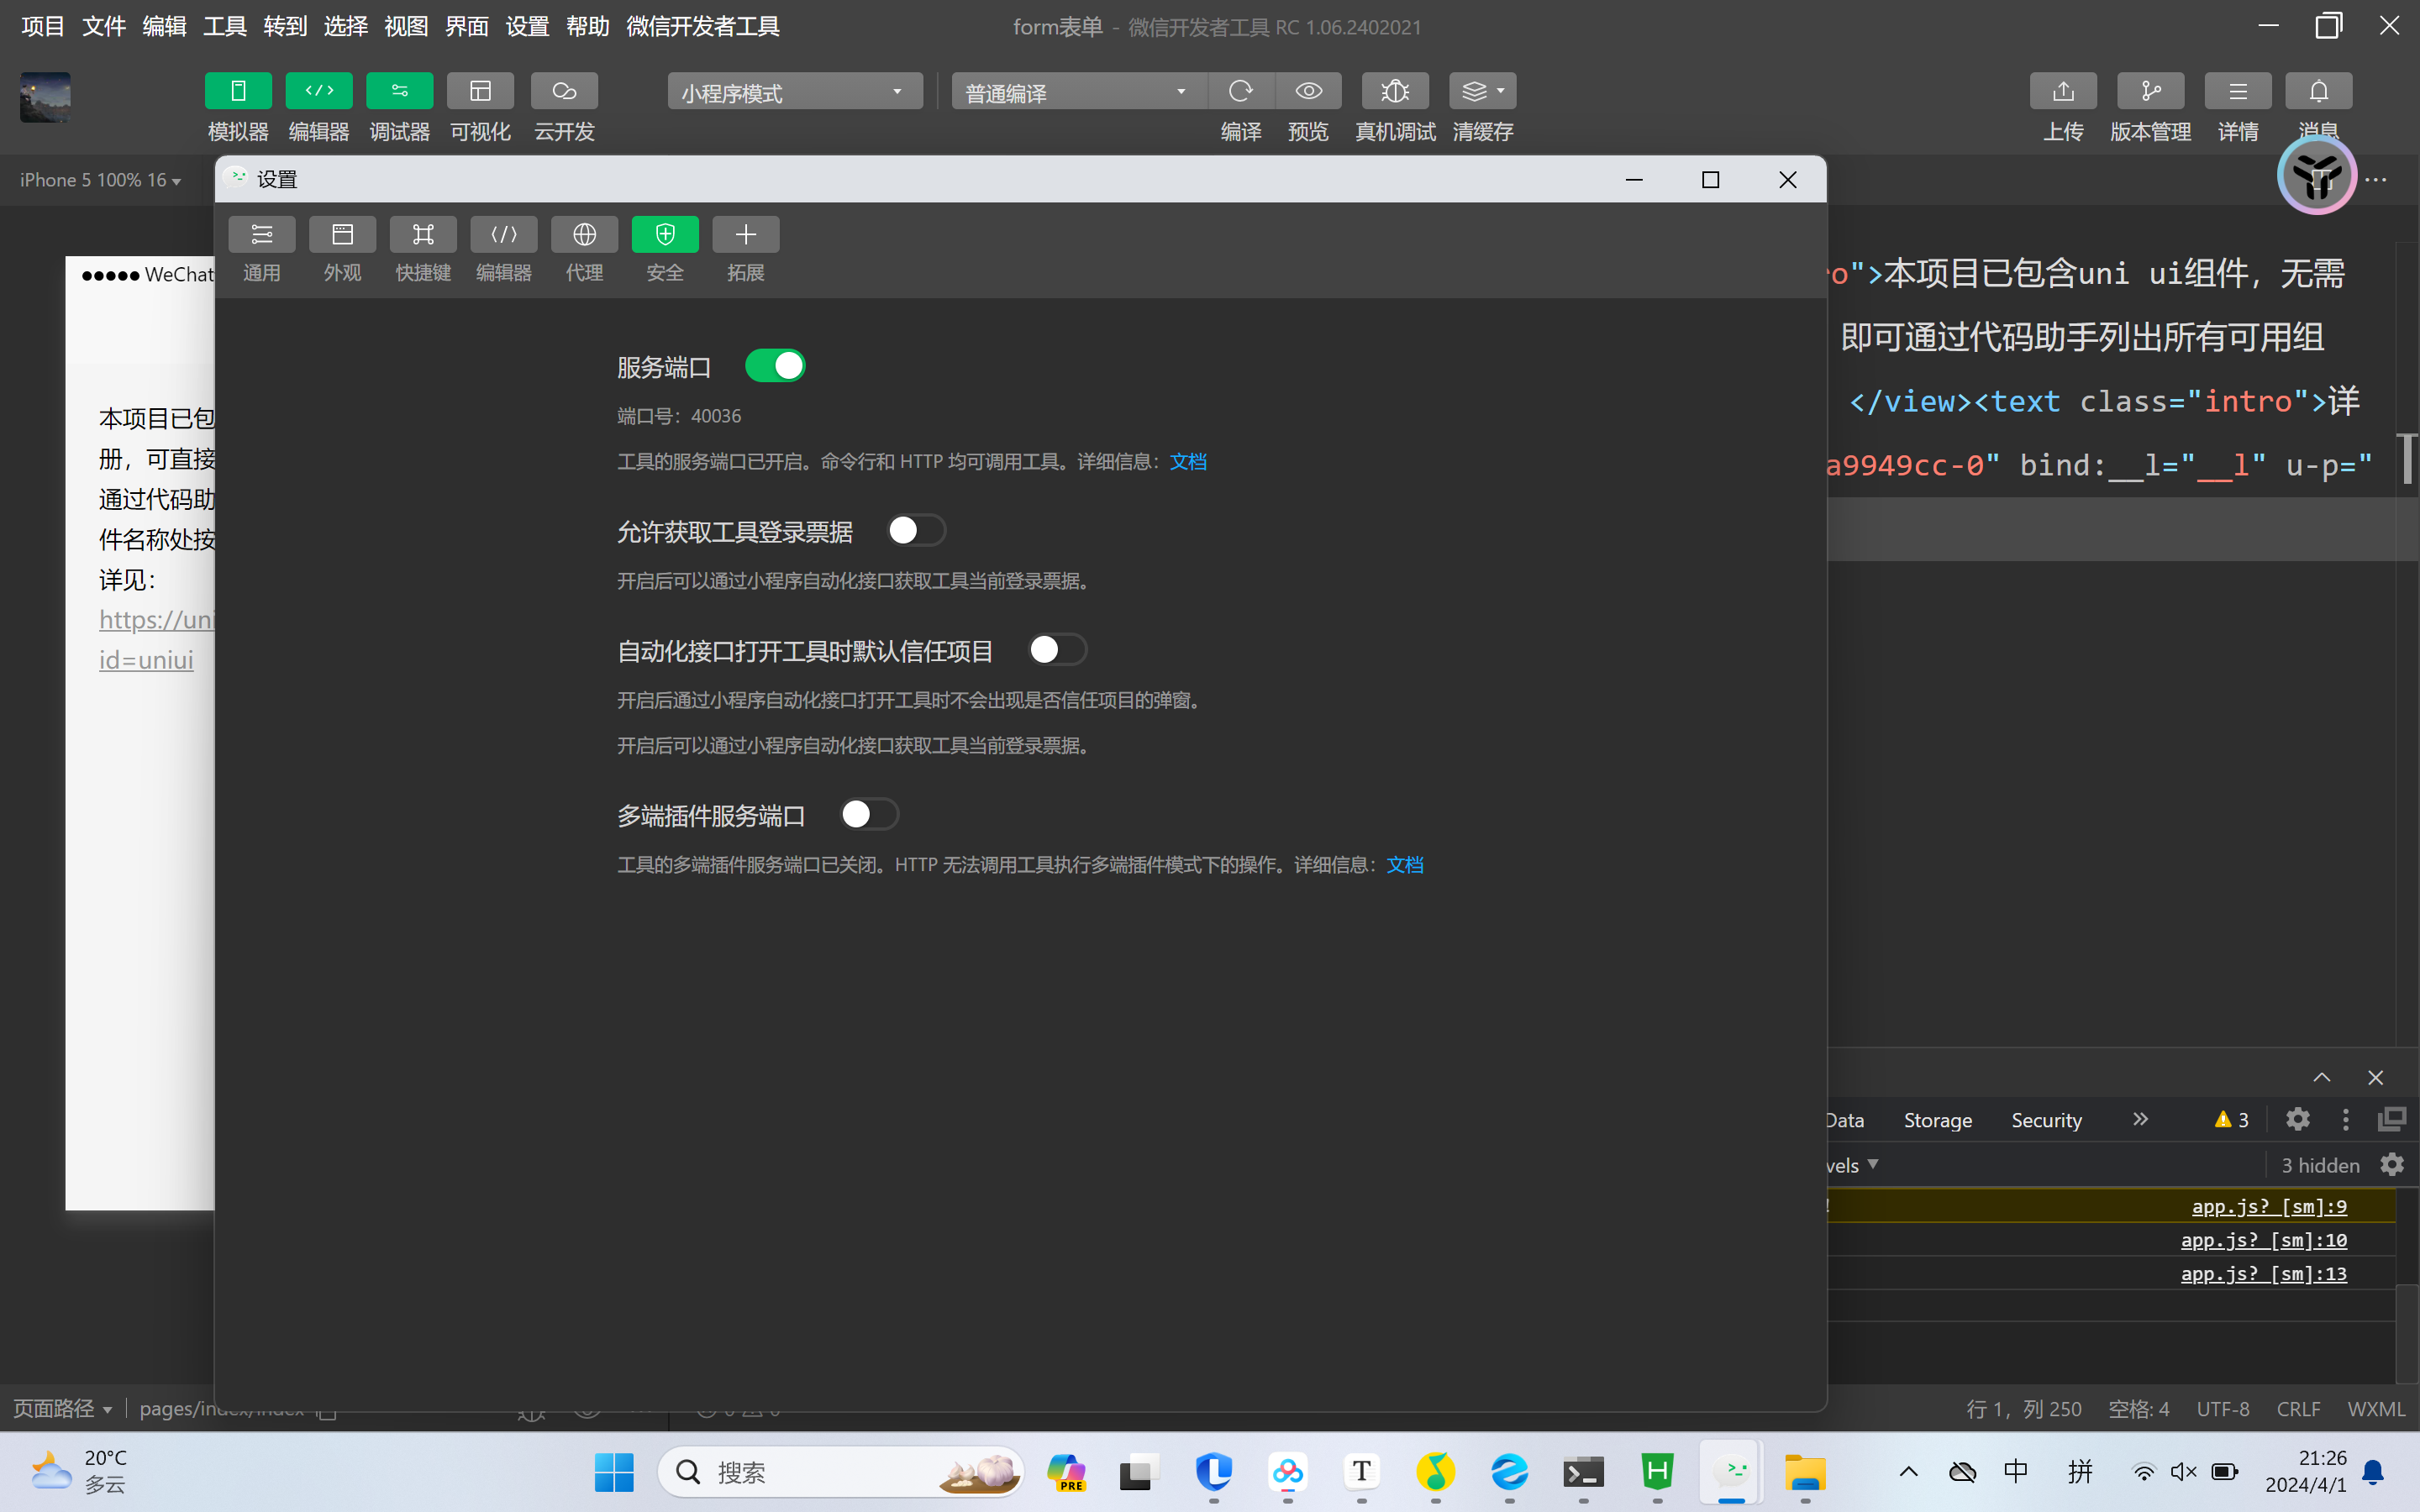 项目 文件 编辑 工具 转到 选择 视图 界面 设置 帮助 微信开发者工具
form表单 - 微信开发者工具 RC 1.06.2402021
小程序模式
普通编译
模拟器 编辑器 调试器 可视化 云开发
编译 预览 真机调试 清缓存
上传 版本管理 详情 消息
iPhone 5 100% 16
设置
通用 外观 快捷键 编辑器 代理 安全 拓展
服务端口
端口号：40036
工具的服务端口已开启。命令行和 HTTP 均可调用工具。详细信息：文档
允许获取工具登录票据
开启后可以通过小程序自动化接口获取工具当前登录票据。
自动化接口打开工具时默认信任项目
开启后通过小程序自动化接口打开工具时不会出现是否信任项目的弹窗。
开启后可以通过小程序自动化接口获取工具当前登录票据。
多端插件服务端口
工具的多端插件服务端口已关闭。HTTP 无法调用工具执行多端插件模式下的操作。详细信息：文档
WeChat
本项目已包
册，可直接
通过代码助
件名称处按
详见：
https://uni
id=uniui
ro">本项目已包含uni ui组件，无需
即可通过代码助手列出所有可用组
</view><text class="intro">详
a9949cc-0" bind:__l="__l" u-p="
Data Storage Security 3
vels 3 hidden
! app.js? [sm]:9
app.js? [sm]:10
app.js? [sm]:13
页面路径 pages/index/index
行 1，列 250 空格: 4 UTF-8 CRLF WXML
20°C
多云
搜索
PRE
T
H
中 拼
21:26
2024/4/1